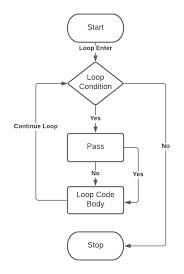 Start
Loop Enter
Loop
Condition
Yes
Continue Loop
Pass
No
No
Yes
Loop Code
Body
Stop